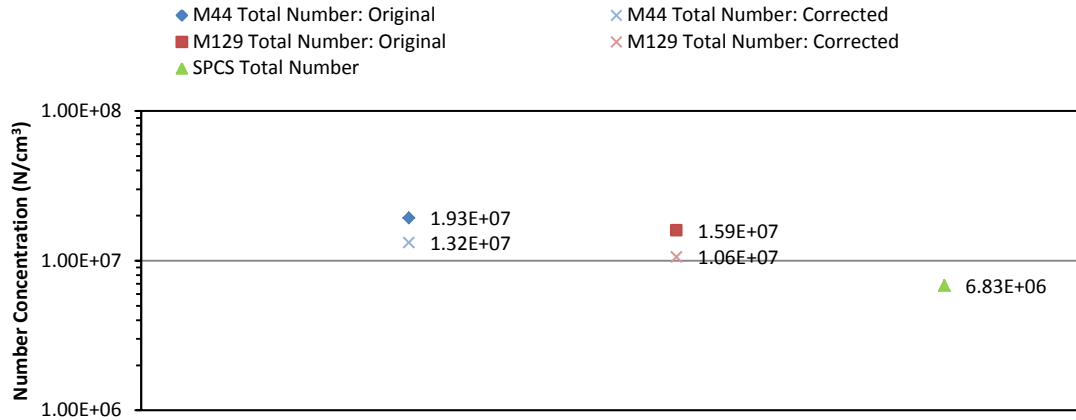 M44 Total Number: Original
M44 Total Number: Corrected
M129 Total Number: Original
M129 Total Number: Corrected
SPCS Total Number
Number Concentration (N/cm³)
1.00E+08
1.00E+07
1.00E+06
1.93E+07
1.32E+07
1.59E+07
1.06E+07
6.83E+06